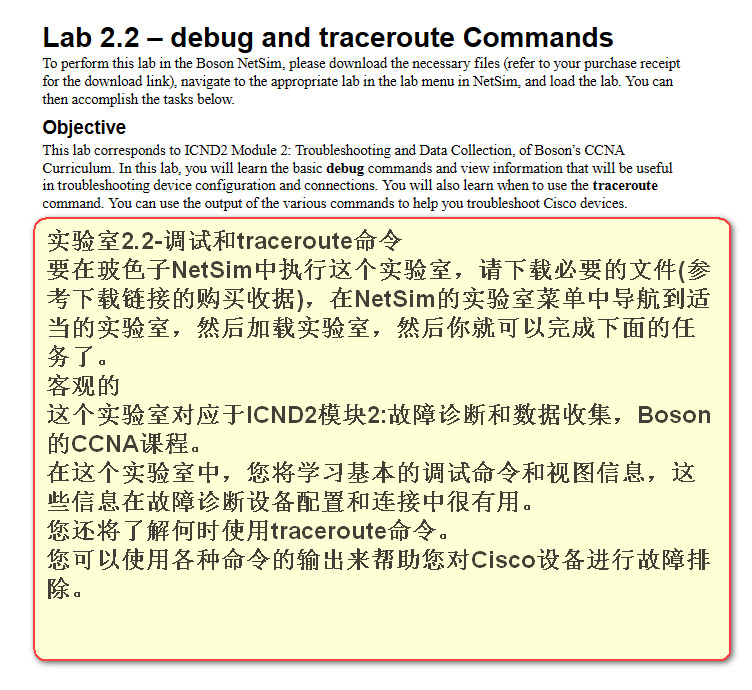 Lab 2.2 – debug and traceroute Commands
To perform this lab in the Boson NetSim, please download the necessary files (refer to your purchase receipt
for the download link), navigate to the appropriate lab in the lab menu in NetSim, and load the lab. You can
then accomplish the tasks below.
Objective
This lab corresponds to ICND2 Module 2: Troubleshooting and Data Collection, of Boson’s CCNA
Curriculum. In this lab, you will learn the basic debug commands and view information that will be useful
in troubleshooting device configuration and connections. You will also learn when to use the traceroute
command. You can use the output of the various commands to help you troubleshoot Cisco devices.
实验室2.2-调试和traceroute命令
要在玻色子NetSim中执行这个实验室，请下载必要的文件(参
考下载链接的购买收据)，在NetSim的实验室菜单中导航到适
当的实验室，然后加载实验室，然后你就可以完成下面的任
务了。
客观的
这个实验室对应于ICND2模块2:故障诊断和数据收集，Boson
的CCNA课程。
在这个实验室中，您将学习基本的调试命令和视图信息，这
些信息在故障诊断设备配置和连接中很有用。
您还将了解何时使用traceroute命令。
您可以使用各种命令的输出来帮助您对Cisco设备进行故障排
除。